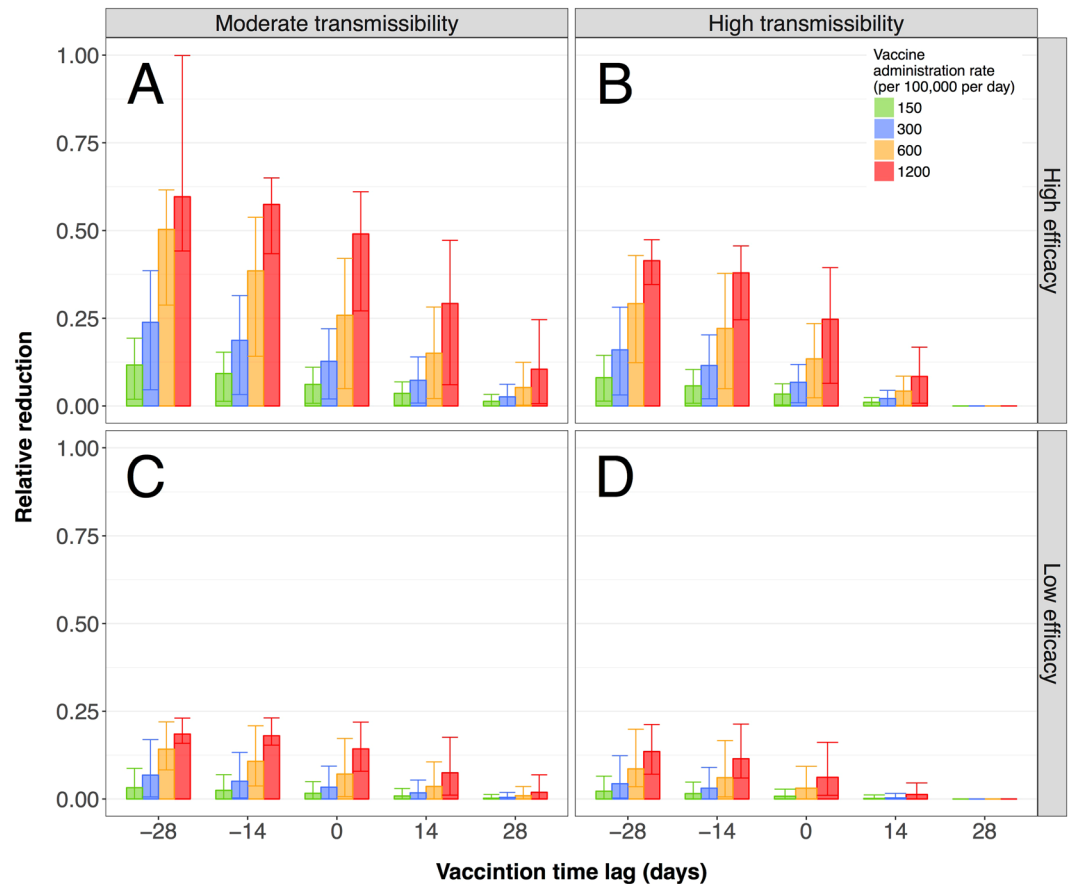 Moderate transmissibility
High transmissibility
A
B
Vaccine
administration rate
(per 100,000 per day)
150
300
600
1200
High efficacy
1.00
0.75
0.50
0.25
0.00
Relative reduction
C
D
Low efficacy
1.00
0.75
0.50
0.25
0.00
−28
−14
0
14
28
−28
−14
0
14
28
Vaccintion time lag (days)